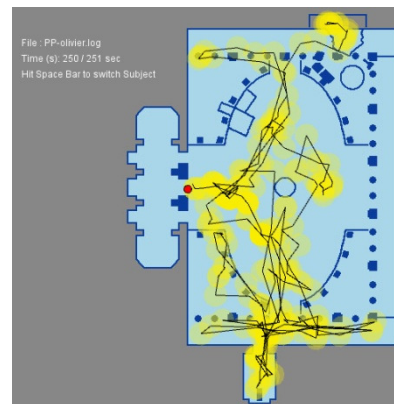 File : PP-olivier.log
Time (s): 250 / 251 sec
Hit Space Bar to switch Subject